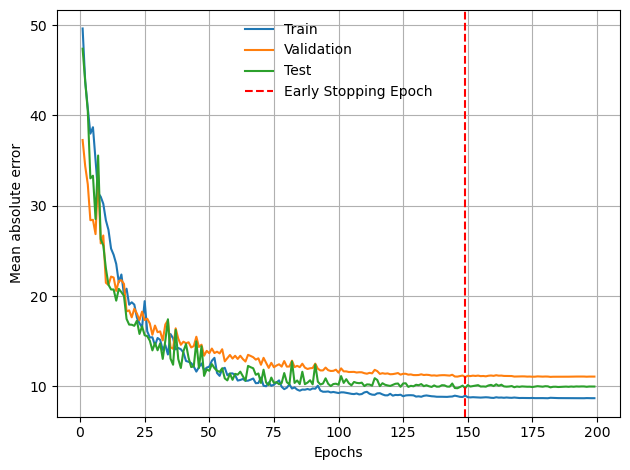 50
40
30
20
10
Mean absolute error
Train
Validation
Test
Early Stopping Epoch
0 25 50 75 100 125 150 175 200
Epochs